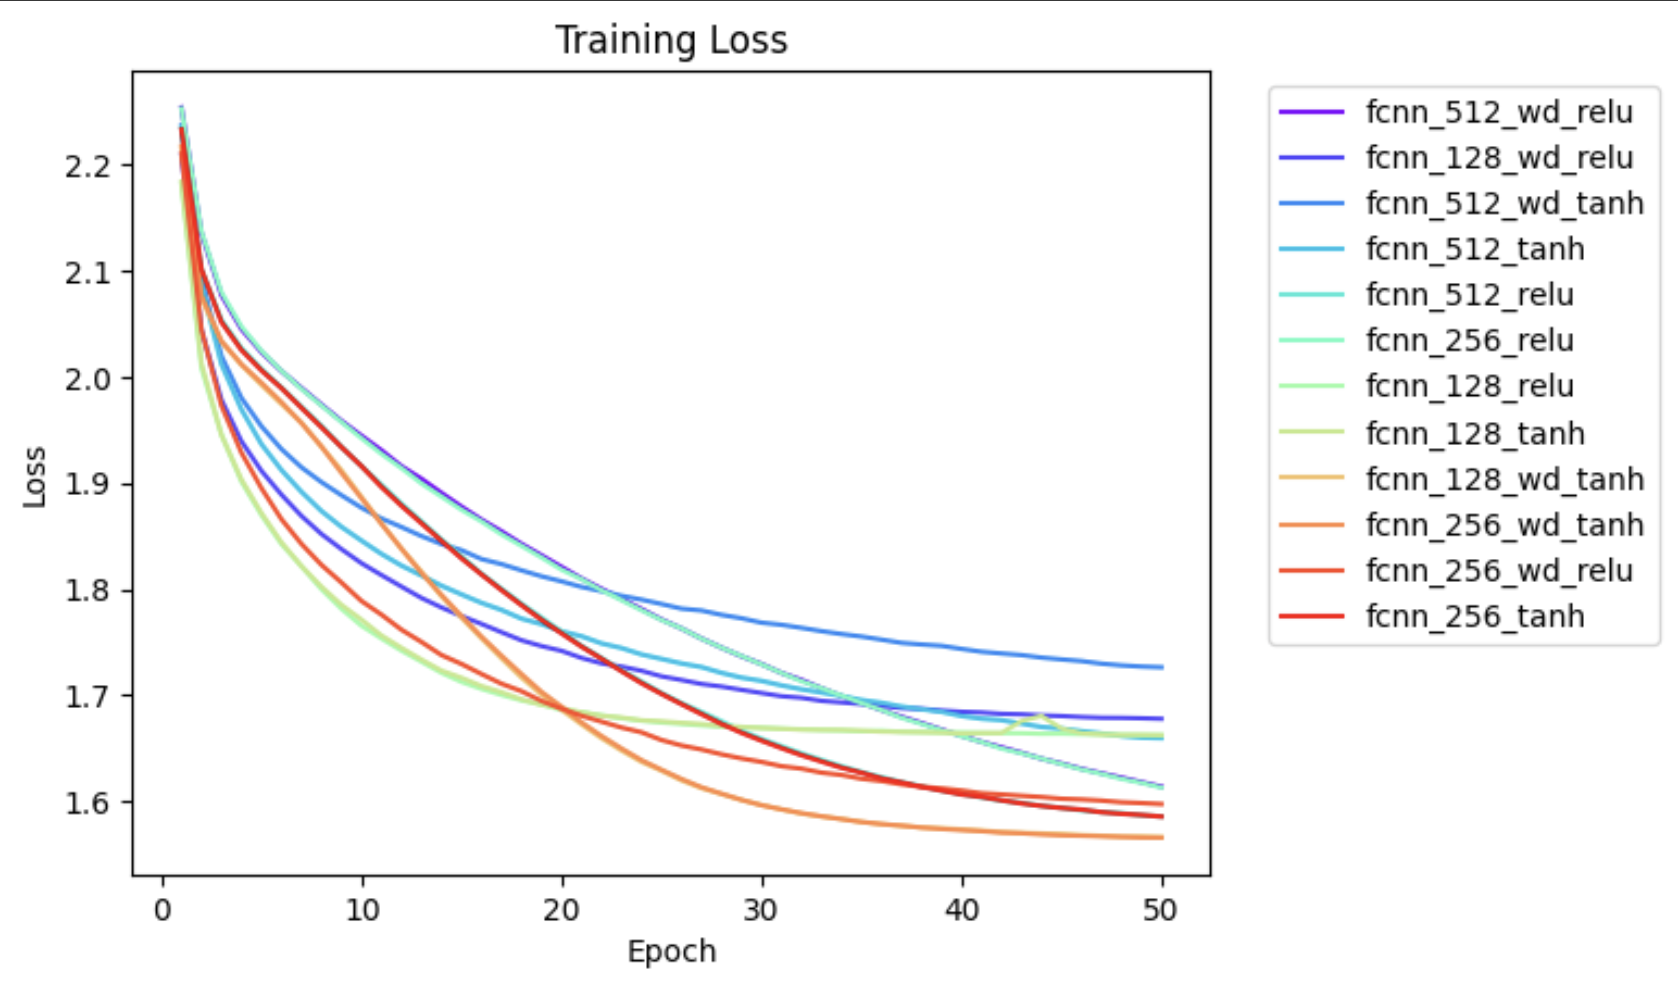 Training Loss
Loss
2.2
2.1
2.0
1.9
1.8
1.7
1.6
0 10 20 30 40 50
Epoch
fcnn_512_wd_relu
fcnn_128_wd_relu
fcnn_512_wd_tanh
fcnn_512_tanh
fcnn_512_relu
fcnn_256_relu
fcnn_128_relu
fcnn_128_tanh
fcnn_128_wd_tanh
fcnn_256_wd_tanh
fcnn_256_wd_relu
fcnn_256_tanh